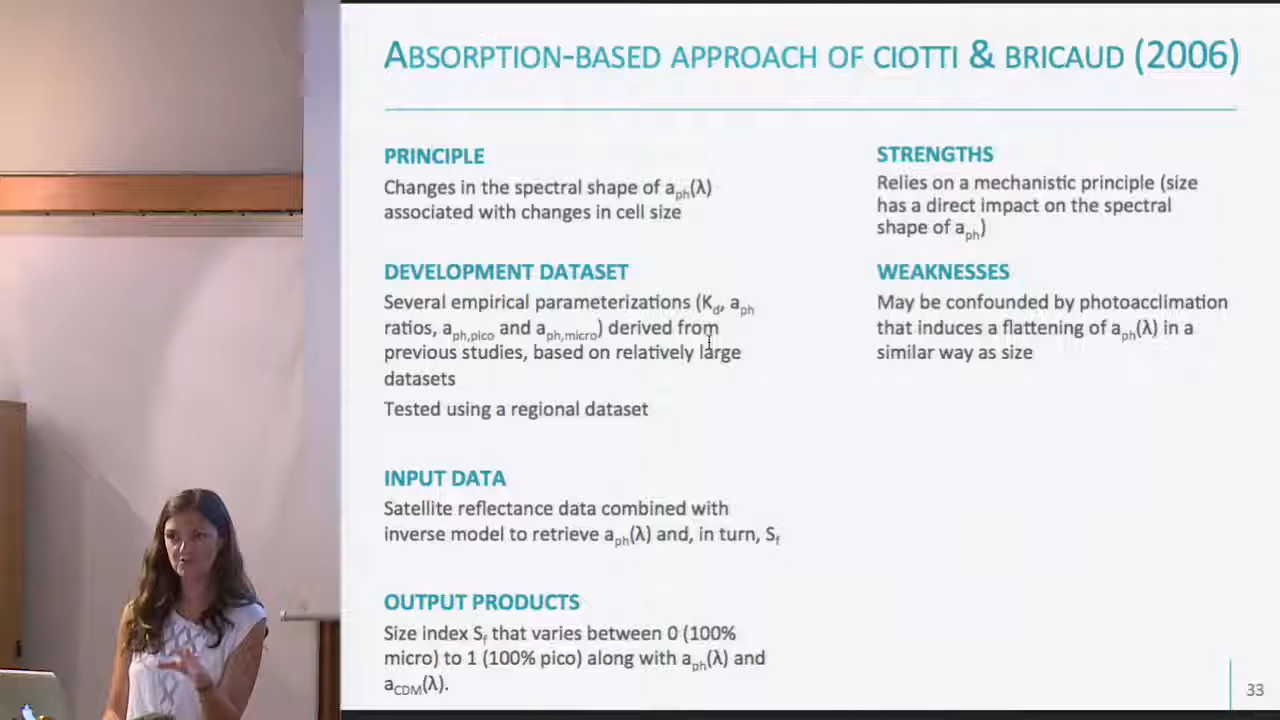 ABSORPTION-BASED APPROACH OF CIOTTI & BRICAUD (2006)
PRINCIPLE
Changes in the spectral shape of aph(λ)
associated with changes in cell size
DEVELOPMENT DATASET
Several empirical parameterizations (Kd, aph
ratios, aph,pico and aph,micro) derived from
previous studies, based on relatively large
datasets
Tested using a regional dataset
INPUT DATA
Satellite reflectance data combined with
inverse model to retrieve aph(λ) and, in turn, Sf
OUTPUT PRODUCTS
Size index Sf that varies between 0 (100%
micro) to 1 (100% pico) along with aph(λ) and
aCDM(λ).
STRENGTHS
Relies on a mechanistic principle (size
has a direct impact on the spectral
shape of aph)
WEAKNESSES
May be confounded by photoacclimation
that induces a flattening of aph(λ) in a
similar way as size
33